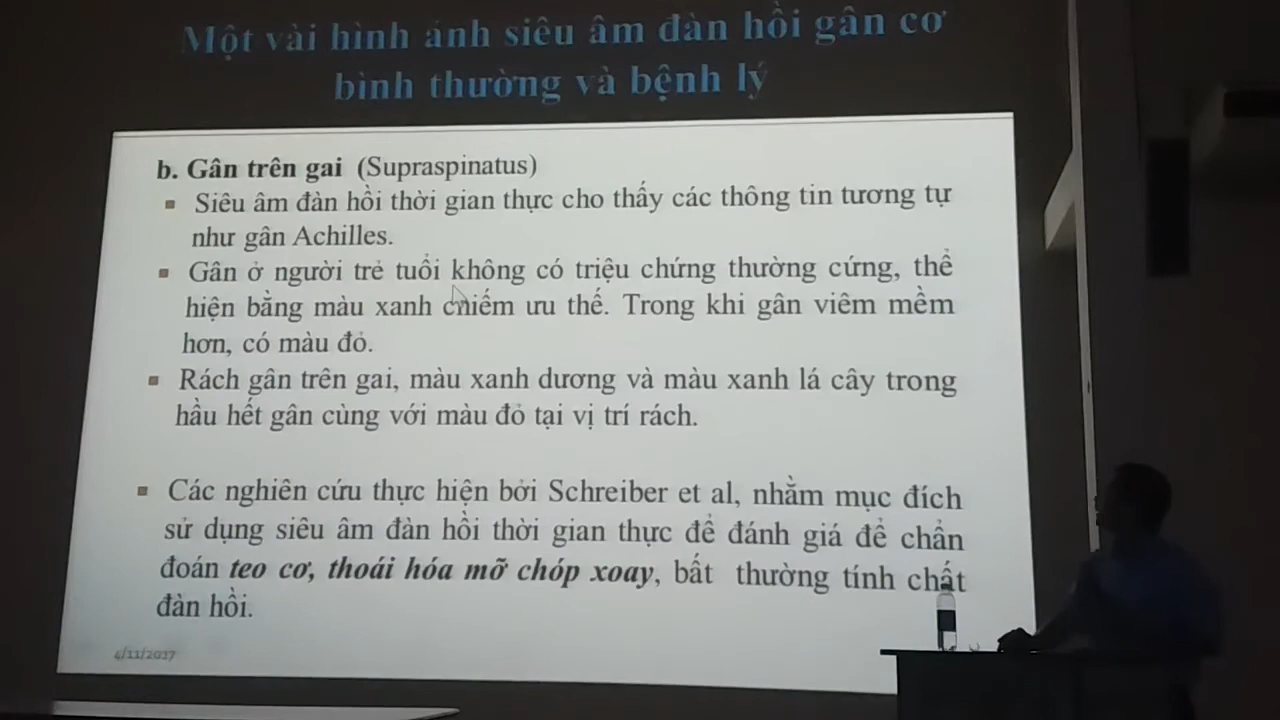 Một vài hình ảnh siêu âm đàn hồi gân cơ
bình thường và bệnh lý
b. Gân trên gai (Supraspinatus)
Siêu âm đàn hồi thời gian thực cho thấy các thông tin tương tự
như gân Achilles.
Gân ở người trẻ tuổi không có triệu chứng thường cứng, thể
hiện bằng màu xanh chiếm ưu thế. Trong khi gân viêm mềm
hơn, có màu đỏ.
Rách gân trên gai, màu xanh dương và màu xanh lá cây trong
hầu hết gân cùng với màu đỏ tại vị trí rách.
Các nghiên cứu thực hiện bởi Schreiber et al, nhằm mục đích
sử dụng siêu âm đàn hồi thời gian thực để đánh giá để chẩn
đoán teo cơ, thoái hóa mỡ chóp xoay, bất thường tính chất
đàn hồi.
4/11/2017